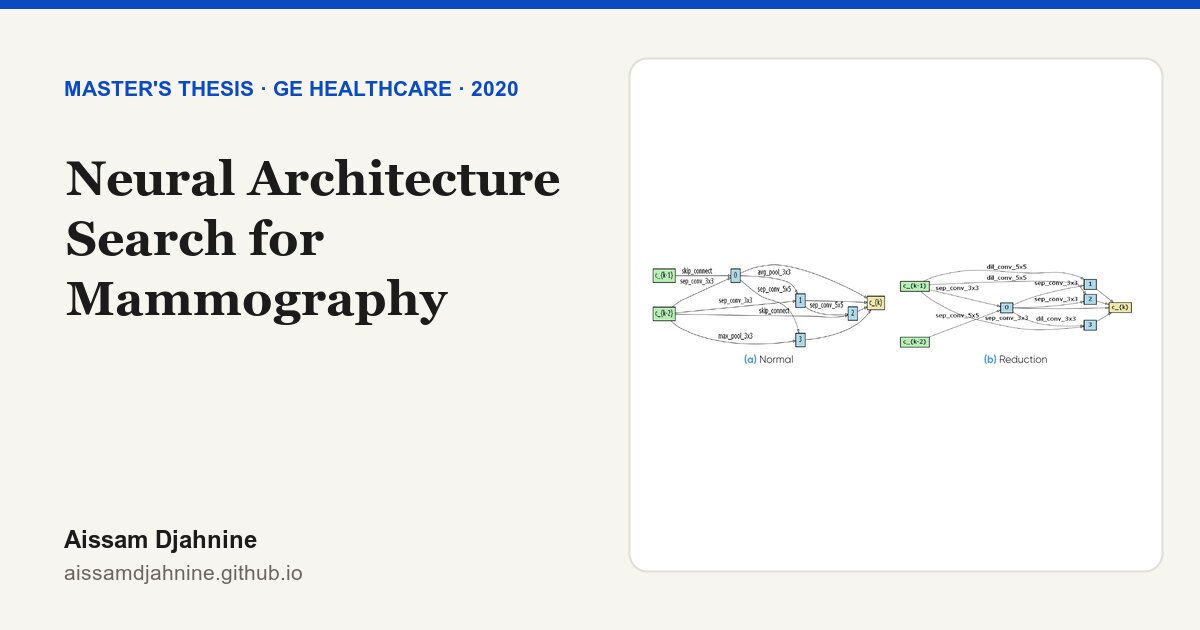 MASTER'S THESIS · GE HEALTHCARE · 2020
Neural Architecture
Search for
Mammography
Aissam Djahnine
aissamdjahnine.github.io
c_{k-1}
skip_connect
sep_conv_3x3
0
avg_pool_3x3
sep_conv_5x5
c_{k-2}
sep_conv_3x3
skip_connect
1
sep_conv_5x5
2
c_{k}
max_pool_3x3
3
(a) Normal
c_{k-1}
dil_conv_5x5
dil_conv_5x5
sep_conv_3x3
sep_conv_3x3
1
sep_conv_3x3
2
0
c_{k}
sep_conv_5x5
sep_conv_3x3
dil_conv_3x3
3
c_{k-2}
(b) Reduction